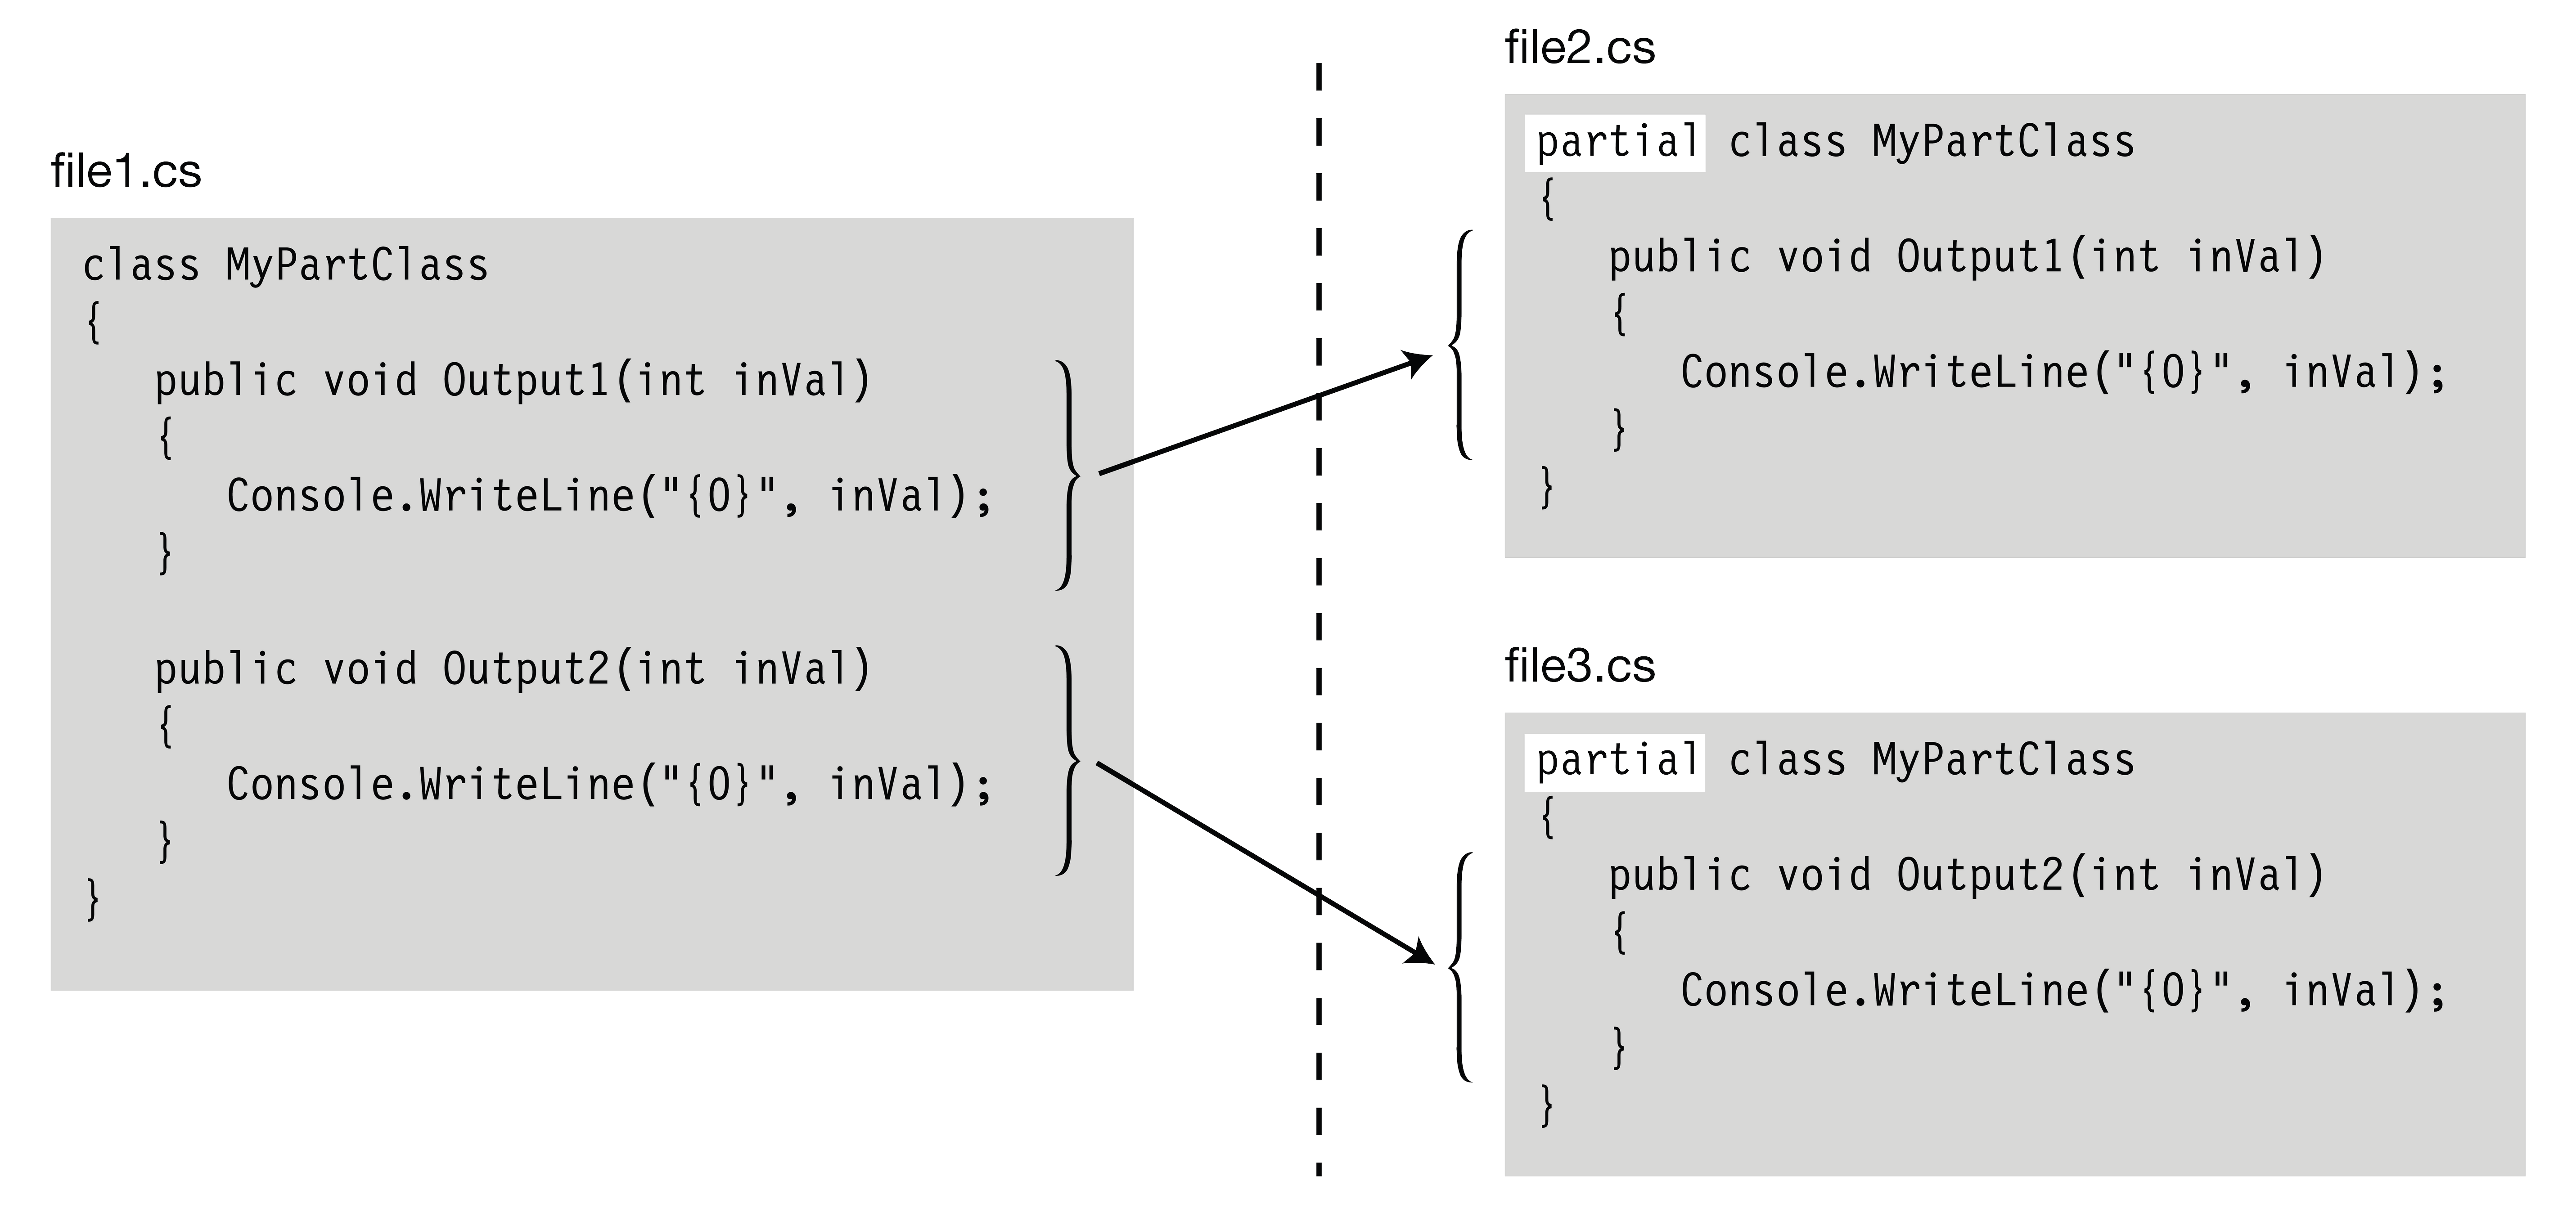 file1.cs
class MyPartClass
{
   public void Output1(int inVal)
   {
      Console.WriteLine("{0}", inVal);
   }

   public void Output2(int inVal)
   {
      Console.WriteLine("{0}", inVal);
   }
}
file2.cs
partial class MyPartClass
{
   public void Output1(int inVal)
   {
      Console.WriteLine("{0}", inVal);
   }
}
file3.cs
partial class MyPartClass
{
   public void Output2(int inVal)
   {
      Console.WriteLine("{0}", inVal);
   }
}